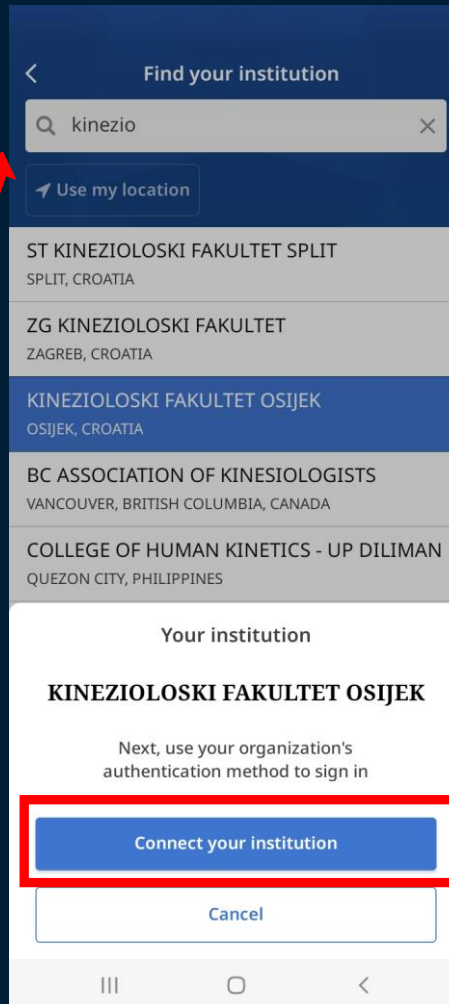 Find your institution
kinezio
Use my location
ST KINEZIOLOSKI FAKULTET SPLIT
SPLIT, CROATIA
ZG KINEZIOLOSKI FAKULTET
ZAGREB, CROATIA
KINEZIOLOSKI FAKULTET OSIJEK
OSIJEK, CROATIA
BC ASSOCIATION OF KINESIOLOGISTS
VANCOUVER, BRITISH COLUMBIA, CANADA
COLLEGE OF HUMAN KINETICS - UP DILIMAN
QUEZON CITY, PHILIPPINES
Your institution
KINEZIOLOSKI FAKULTET OSIJEK
Next, use your organization's
authentication method to sign in
Connect your institution
Cancel